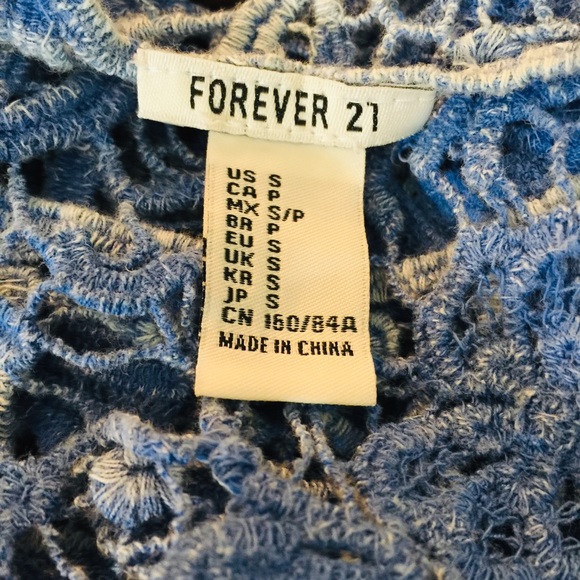 FOREVER 21
US S
CA P
MX S/P
BR P
EU S
UK S
KR S
JP S
CN 160/84A
MADE IN CHINA